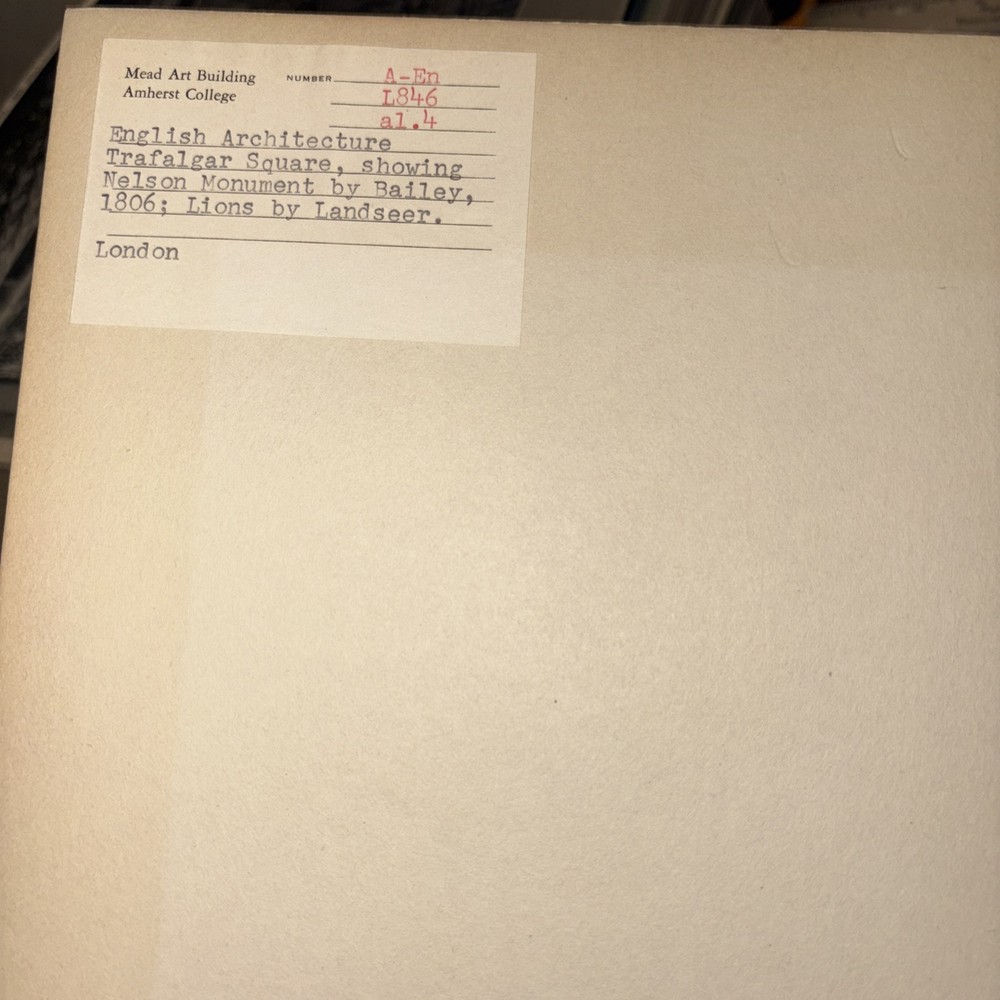 Mead Art Building
Amherst College
NUMBER A-En
L846
al.4
English Architecture
Trafalgar Square, showing
Nelson Monument by Bailey,
1806; Lions by Landseer.
London